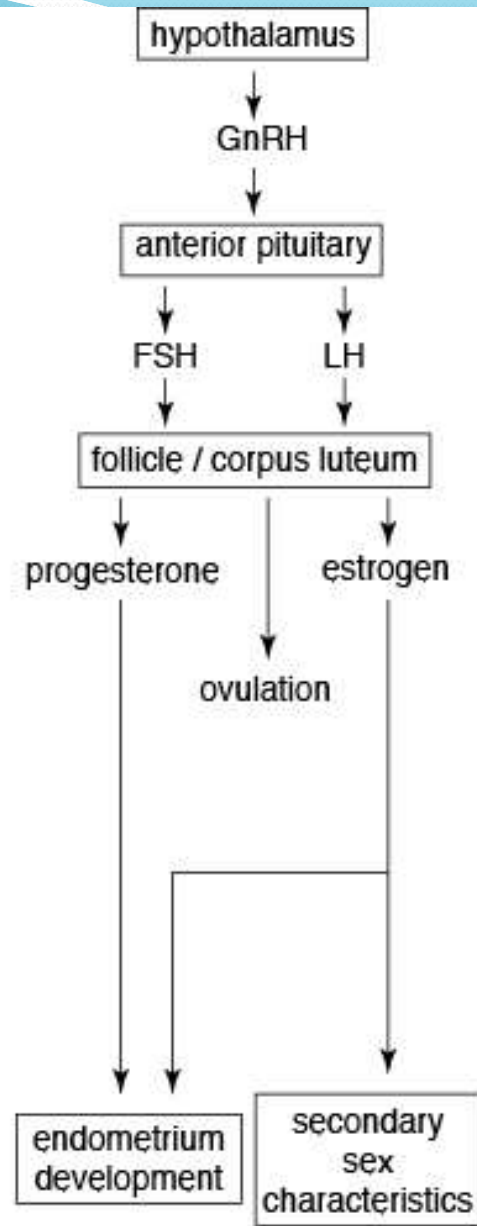 hypothalamus
GnRH
anterior pituitary
FSH LH
follicle / corpus luteum
progesterone estrogen
ovulation
endometrium
development
secondary
sex
characteristics